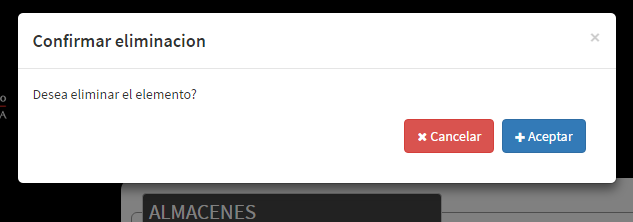 Confirmar eliminacion
×
Desea eliminar el elemento?
Cancelar
Aceptar
ALMACENES